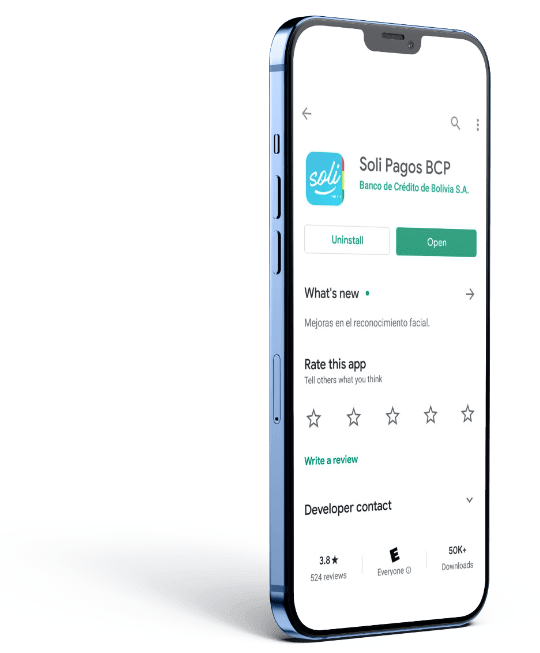 soli
Soli Pagos BCP
Banco de Crédito de Bolivia S.A.
Uninstall
Open
What's new
Mejoras en el reconocimiento facial.
Rate this app
Tell others what you think
Write a review
Developer contact
3.8★
524 reviews
E
Everyone
50K+
Downloads